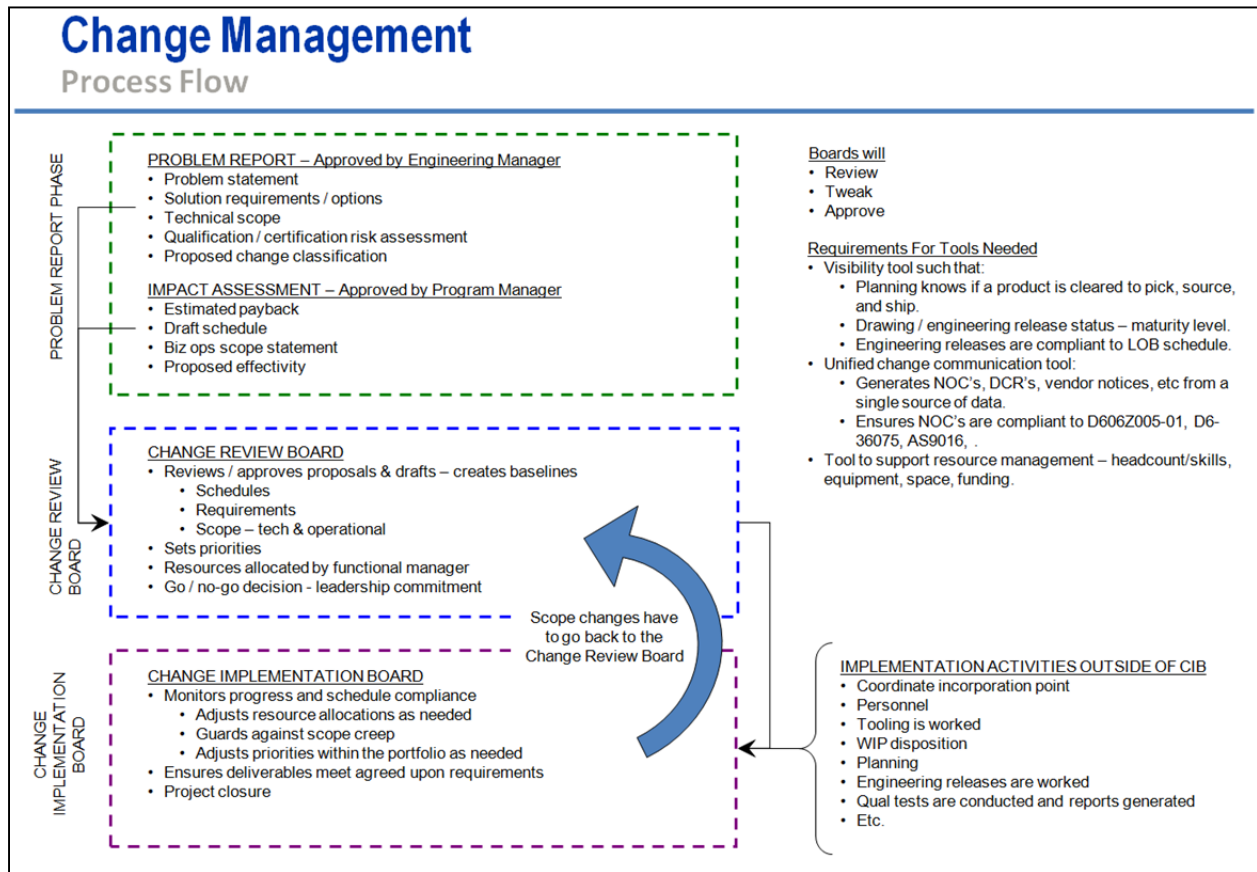 Change Management
Process Flow
PROBLEM REPORT PHASE
PROBLEM REPORT – Approved by Engineering Manager
• Problem statement
• Solution requirements / options
• Technical scope
• Qualification / certification risk assessment
• Proposed change classification
IMPACT ASSESSMENT – Approved by Program Manager
• Estimated payback
• Draft schedule
• Biz ops scope statement
• Proposed effectivity
Boards will
• Review
• Tweak
• Approve
Requirements For Tools Needed
• Visibility tool such that:
• Planning knows if a product is cleared to pick, source,
and ship.
• Drawing / engineering release status – maturity level.
• Engineering releases are compliant to LOB schedule.
• Unified change communication tool:
• Generates NOC's, DCR's, vendor notices, etc from a
single source of data.
• Ensures NOC's are compliant to D606Z005-01, D6-
36075, AS9016, .
• Tool to support resource management – headcount/skills,
equipment, space, funding.
CHANGE REVIEW
BOARD
CHANGE REVIEW BOARD
• Reviews / approves proposals & drafts – creates baselines
• Schedules
• Requirements
• Scope – tech & operational
• Sets priorities
• Resources allocated by functional manager
• Go / no-go decision - leadership commitment
Scope changes have
to go back to the
Change Review Board
CHANGE
IMPLEMENTATION
BOARD
CHANGE IMPLEMENTATION BOARD
• Monitors progress and schedule compliance
• Adjusts resource allocations as needed
• Guards against scope creep
• Adjusts priorities within the portfolio as needed
• Ensures deliverables meet agreed upon requirements
• Project closure
IMPLEMENTATION ACTIVITIES OUTSIDE OF CIB
• Coordinate incorporation point
• Personnel
• Tooling is worked
• WIP disposition
• Planning
• Engineering releases are worked
• Qual tests are conducted and reports generated
• Etc.